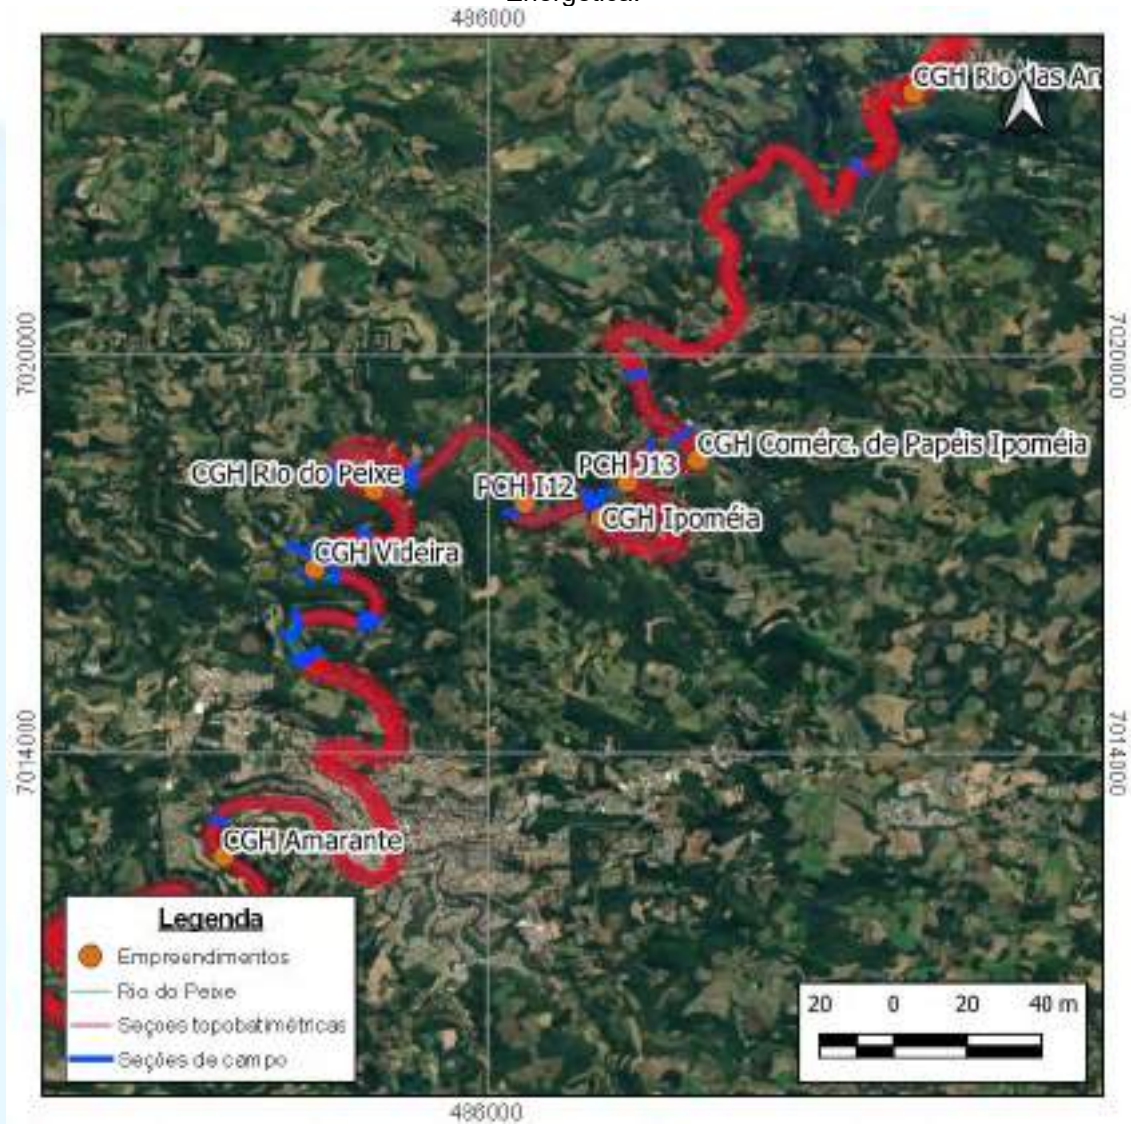 Energética.
486000
CGH Rio das An
7020000
7020000
CGH Comérc. de Papéis Ipoméia
PCH J13
CGH Rio do Peixe
PCH I12
CGH Ipoméia
CGH Videira
7014000
7014000
CGH Amarante
Legenda
Empreendimentos
Rio do Peixe
Seções topobatimétricas
Seções de campo
20 0 20 40 m
486000